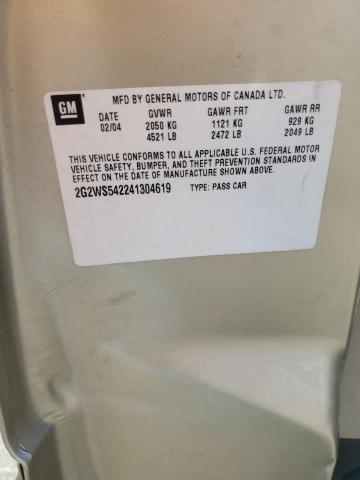 GM
MFD BY GENERAL MOTORS OF CANADA LTD.
DATE GVWR GAWR FRT GAWR RR
02/04 2050 KG 1121 KG 929 KG
4521 LB 2472 LB 2049 LB
THIS VEHICLE CONFORMS TO ALL APPLICABLE U.S. FEDERAL MOTOR
VEHICLE SAFETY, BUMPER, AND THEFT PREVENTION STANDARDS IN
EFFECT ON THE DATE OF MANUFACTURE SHOWN ABOVE.
2G2WS542241304619 TYPE: PASS CAR